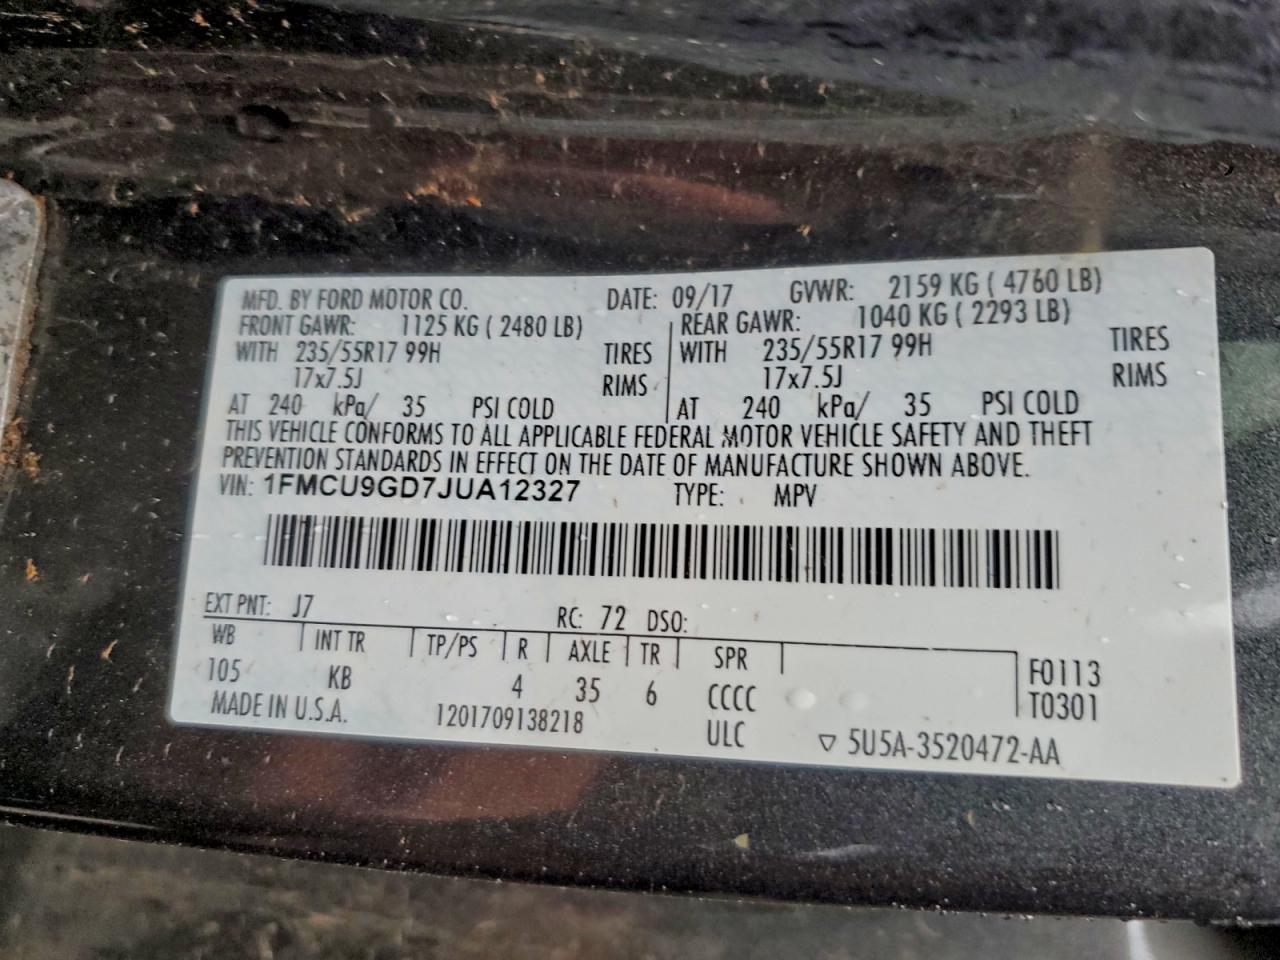 MFD. BY FORD MOTOR CO. DATE: 09/17 GVWR: 2159 KG ( 4760 LB)
FRONT GAWR: 1125 KG ( 2480 LB) REAR GAWR: 1040 KG ( 2293 LB)
WITH 235/55R17 99H TIRES WITH 235/55R17 99H TIRES
17x7.5J RIMS 17x7.5J RIMS
AT 240 kPa/ 35 PSI COLD AT 240 kPa/ 35 PSI COLD
THIS VEHICLE CONFORMS TO ALL APPLICABLE FEDERAL MOTOR VEHICLE SAFETY AND THEFT
PREVENTION STANDARDS IN EFFECT ON THE DATE OF MANUFACTURE SHOWN ABOVE.
VIN: 1FMCU9GD7JUA12327 TYPE: MPV
EXT PNT: J7 RC: 72 DSO:
WB INT TR TP/PS R AXLE TR SPR
105 KB 4 35 6 CCCC F0113
MADE IN U.S.A. 1201709138218 ULC T0301
▽ 5U5A-3520472-AA